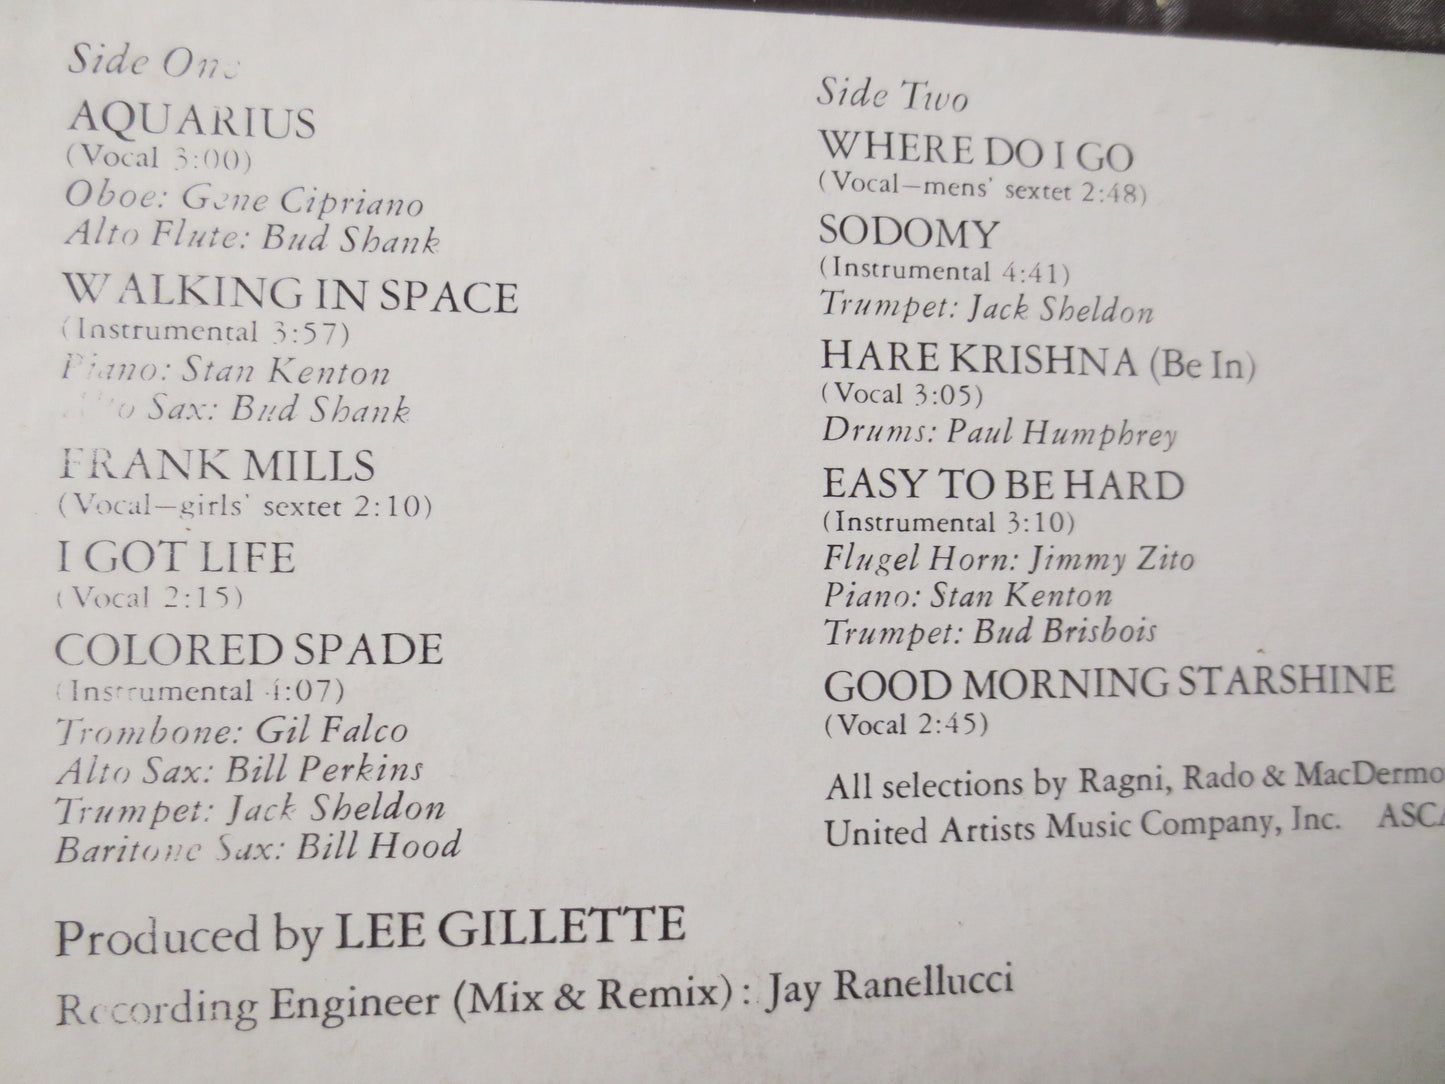 Side One
AQUARIUS
(Vocal 3:00)
Oboe: Gene Cipriano
Alto Flute: Bud Shank
WALKING IN SPACE
(Instrumental 3:57)
Piano: Stan Kenton
Alto Sax: Bud Shank
FRANK MILLS
(Vocal—girls' sextet 2:10)
I GOT LIFE
(Vocal 2:15)
COLORED SPADE
(Instrumental 4:07)
Trombone: Gil Falco
Alto Sax: Bill Perkins
Trumpet: Jack Sheldon
Baritone Sax: Bill Hood
Side Two
WHERE DO I GO
(Vocal—mens' sextet 2:48)
SODOMY
(Instrumental 4:41)
Trumpet: Jack Sheldon
HARE KRISHNA (Be In)
(Vocal 3:05)
Drums: Paul Humphrey
EASY TO BE HARD
(Instrumental 3:10)
Flugel Horn: Jimmy Zito
Piano: Stan Kenton
Trumpet: Bud Brisbois
GOOD MORNING STARSHINE
(Vocal 2:45)
All selections by Ragni, Rado & MacDermo
United Artists Music Company, Inc. ASCA
Produced by LEE GILLETTE
Recording Engineer (Mix & Remix): Jay Ranellucci